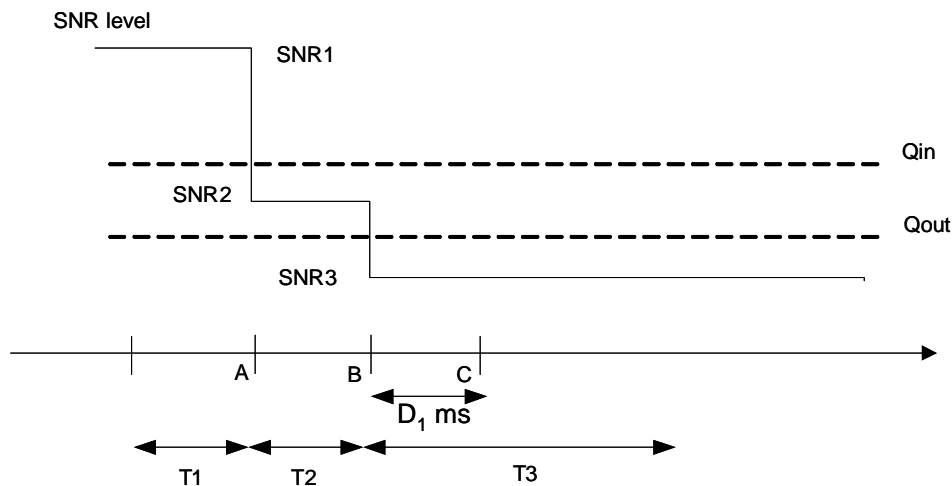 SNR level
SNR1
Qin
SNR2
Qout
SNR3
A
B
C
D₁ ms
T1
T2
T3